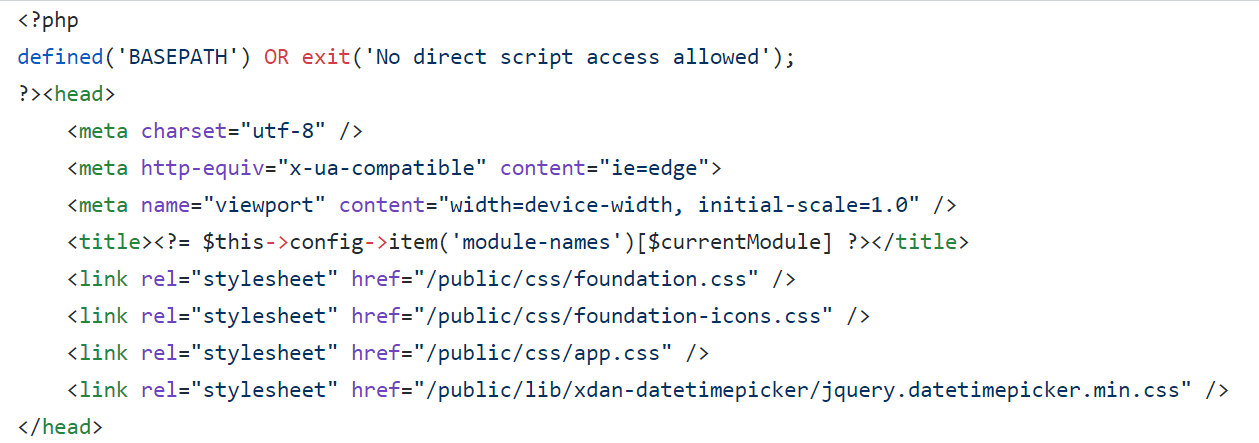 <?php
defined('BASEPATH') OR exit('No direct script access allowed');
?><head>
    <meta charset="utf-8" />
    <meta http-equiv="x-ua-compatible" content="ie=edge">
    <meta name="viewport" content="width=device-width, initial-scale=1.0" />
    <title><?= $this->config->item('module-names')[$currentModule] ?></title>
    <link rel="stylesheet" href="/public/css/foundation.css" />
    <link rel="stylesheet" href="/public/css/foundation-icons.css" />
    <link rel="stylesheet" href="/public/css/app.css" />
    <link rel="stylesheet" href="/public/lib/xdan-datetimepicker/jquery.datetimepicker.min.css" />
</head>